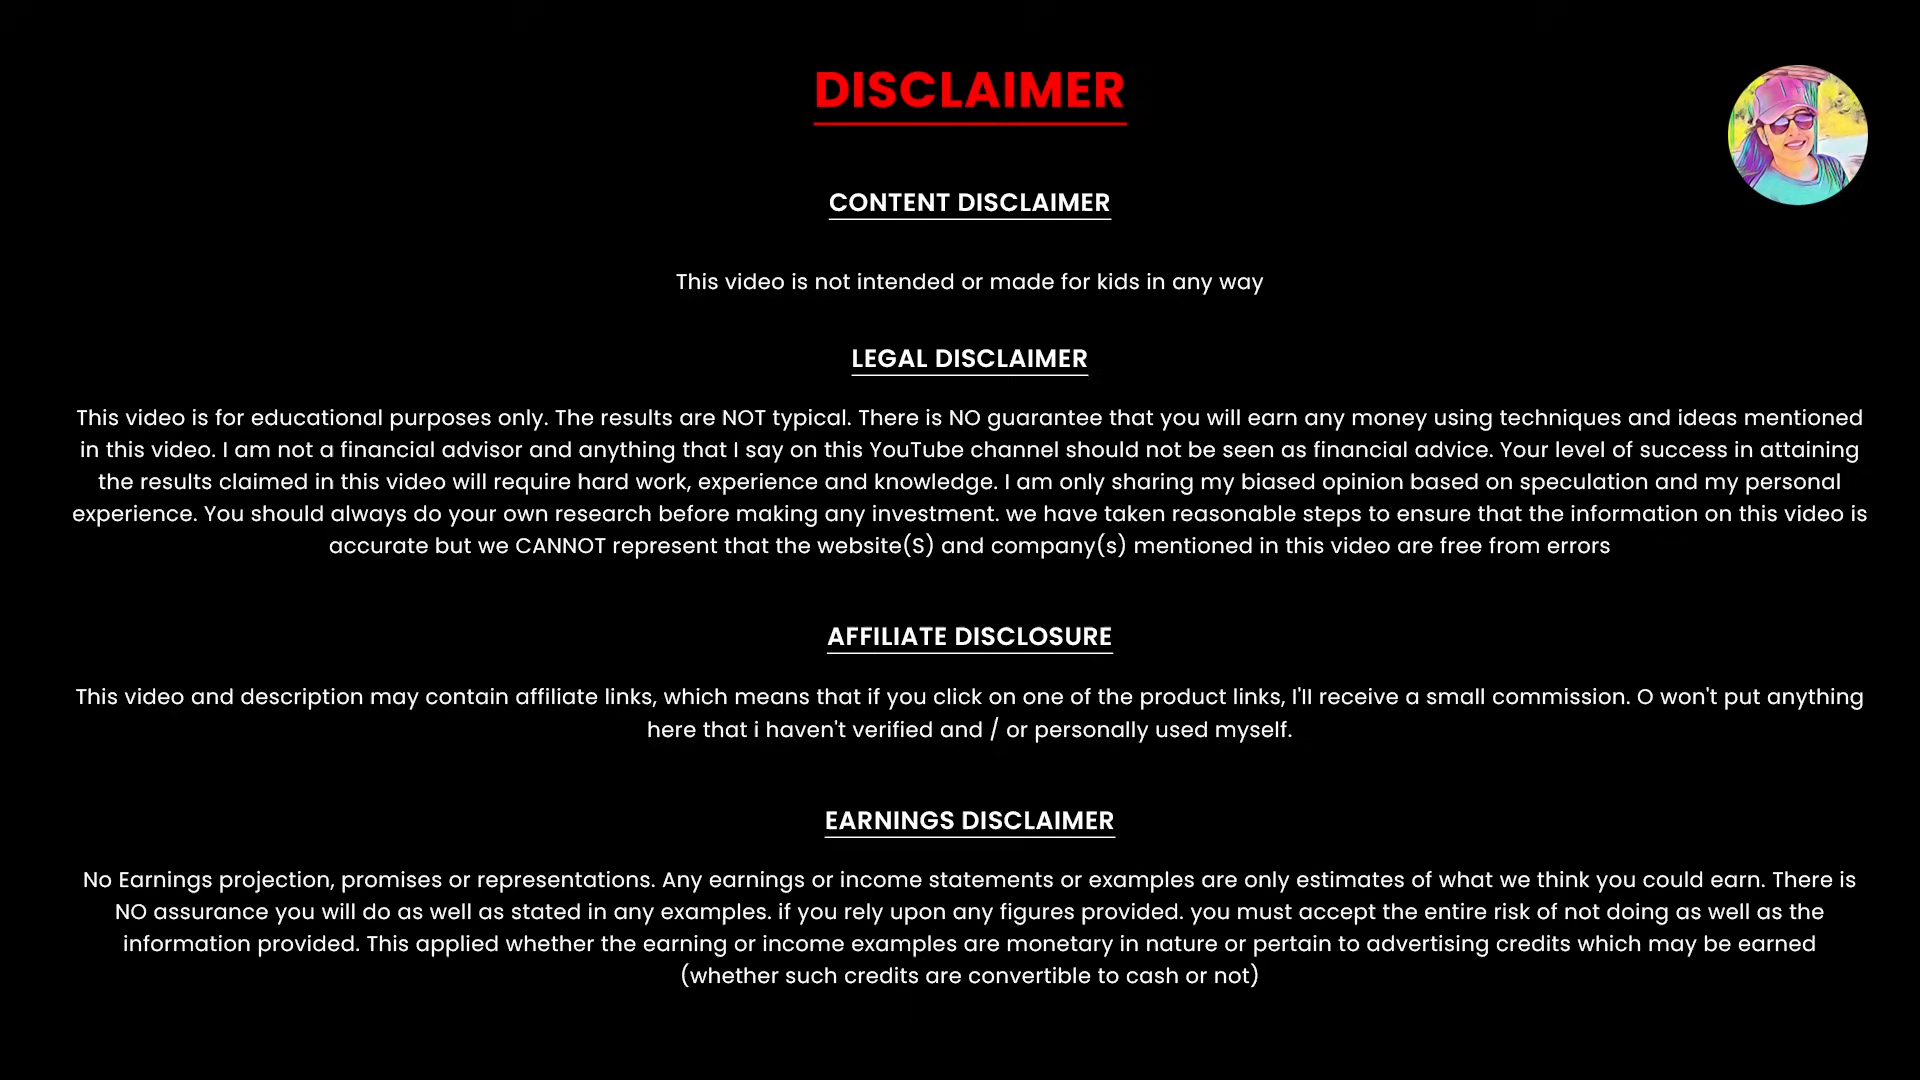 DISCLAIMER
CONTENT DISCLAIMER
This video is not intended or made for kids in any way
LEGAL DISCLAIMER
This video is for educational purposes only. The results are NOT typical. There is NO guarantee that you will earn any money using techniques and ideas mentioned
in this video. I am not a financial advisor and anything that I say on this YouTube channel should not be seen as financial advice. Your level of success in attaining
the results claimed in this video will require hard work, experience and knowledge. I am only sharing my biased opinion based on speculation and my personal
experience. You should always do your own research before making any investment. we have taken reasonable steps to ensure that the information on this video is
accurate but we CANNOT represent that the website(S) and company(s) mentioned in this video are free from errors
AFFILIATE DISCLOSURE
This video and description may contain affiliate links, which means that if you click on one of the product links, I'll receive a small commission. O won't put anything
here that i haven't verified and / or personally used myself.
EARNINGS DISCLAIMER
No Earnings projection, promises or representations. Any earnings or income statements or examples are only estimates of what we think you could earn. There is
NO assurance you will do as well as stated in any examples. if you rely upon any figures provided. you must accept the entire risk of not doing as well as the
information provided. This applied whether the earning or income examples are monetary in nature or pertain to advertising credits which may be earned
(whether such credits are convertible to cash or not)